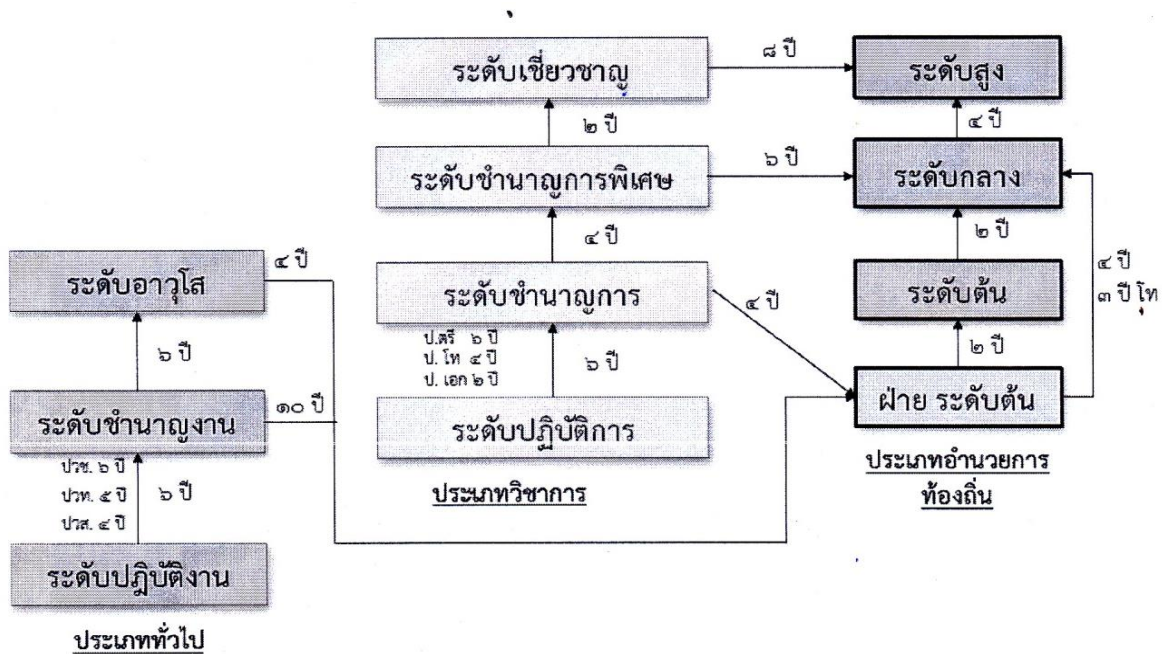 ระดับเชี่ยวชาญ
๘ ปี
ระดับสูง
๒ ปี
๔ ปี
ระดับชำนาญการพิเศษ
๖ ปี
ระดับกลาง
๔ ปี
๒ ปี
ระดับอาวุโส
๔ ปี
ระดับชำนาญการ
๔ ปี
ระดับต้น
๔ ปี
๓ ปี โท
๖ ปี
ป.ตรี ๖ ปี
ป. โท ๔ ปี
ป. เอก ๒ ปี
๖ ปี
๒ ปี
ระดับชำนาญงาน
๑๐ ปี
ระดับปฏิบัติการ
ฝ่าย ระดับต้น
ปวช. ๖ ปี
ปวท. ๕ ปี
ปวส. ๔ ปี
๖ ปี
ประเภทวิชาการ
ประเภทอำนวยการ
ท้องถิ่น
ระดับปฏิบัติงาน
ประเภททั่วไป